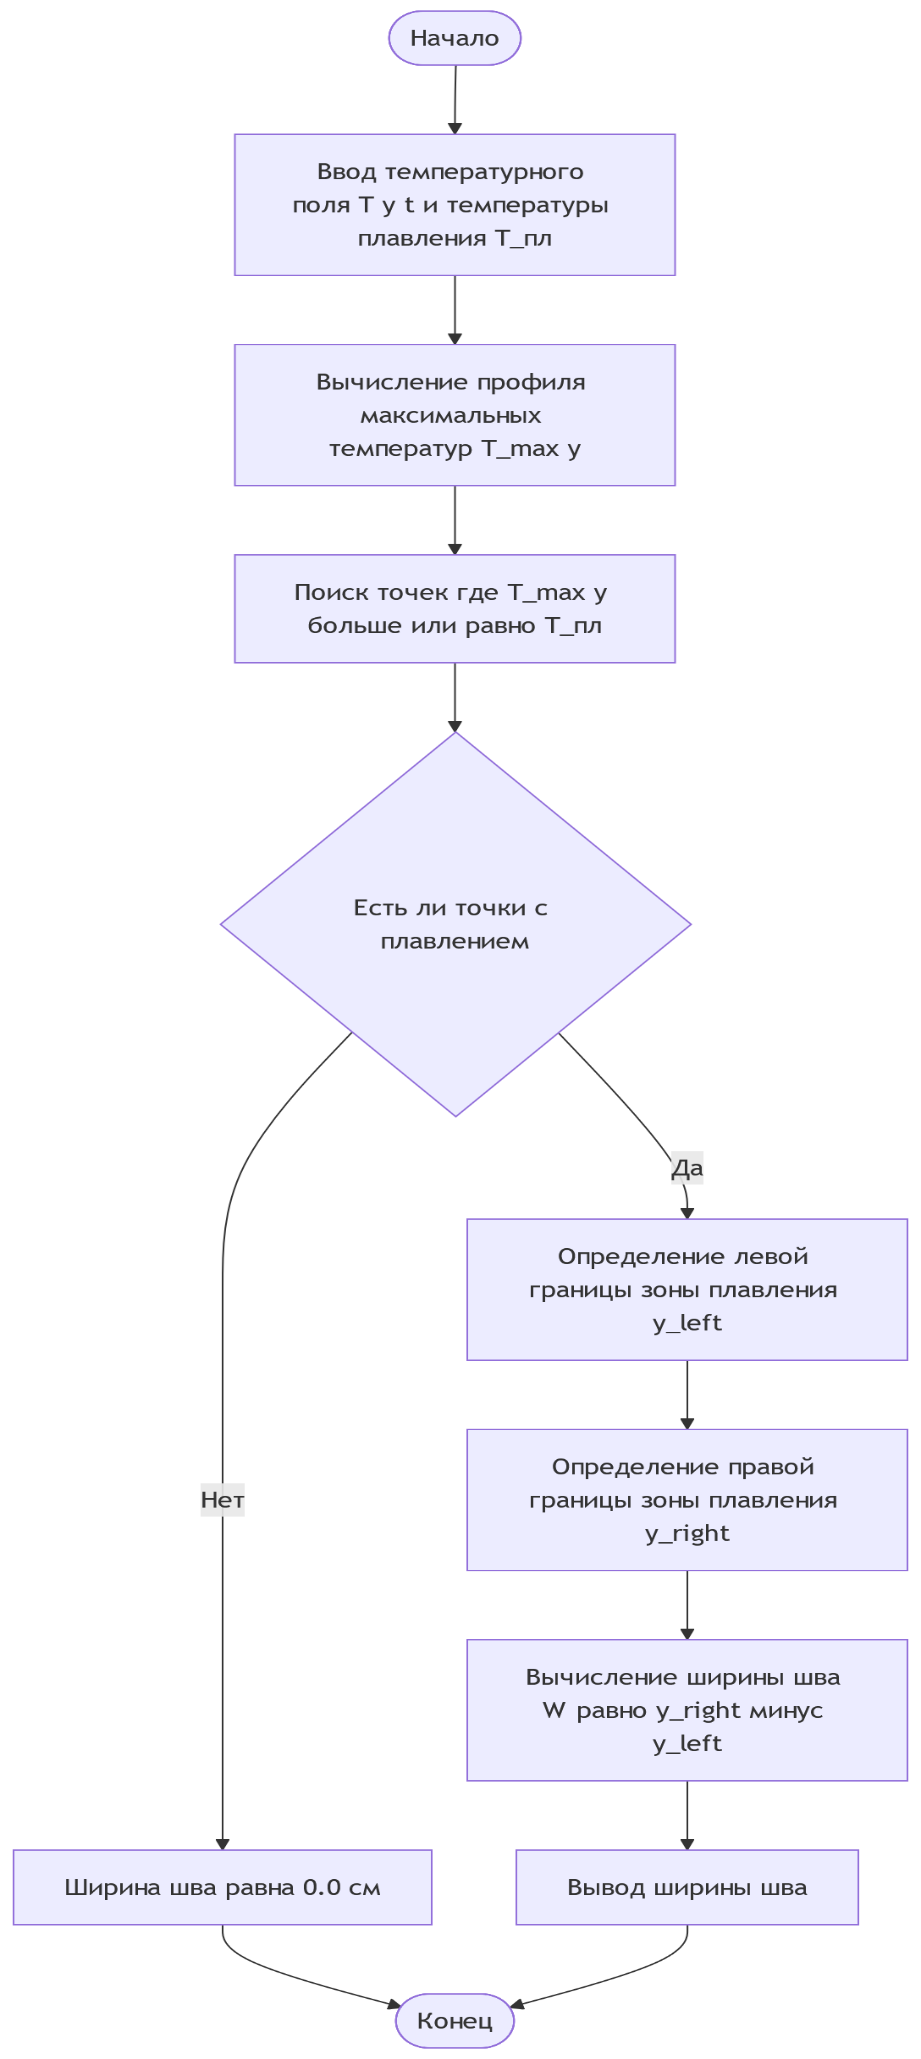 Начало
Ввод температурного
поля T y t и температуры
плавления T_пл
Вычисление профиля
максимальных
температур T_max y
Поиск точек где T_max y
больше или равно T_пл
Есть ли точки с
плавлением
Да
Определение левой
границы зоны плавления
y_left
Определение правой
границы зоны плавления
y_right
Нет
Вычисление ширины шва
W равно y_right минус
y_left
Ширина шва равна 0.0 см
Вывод ширины шва
Конец